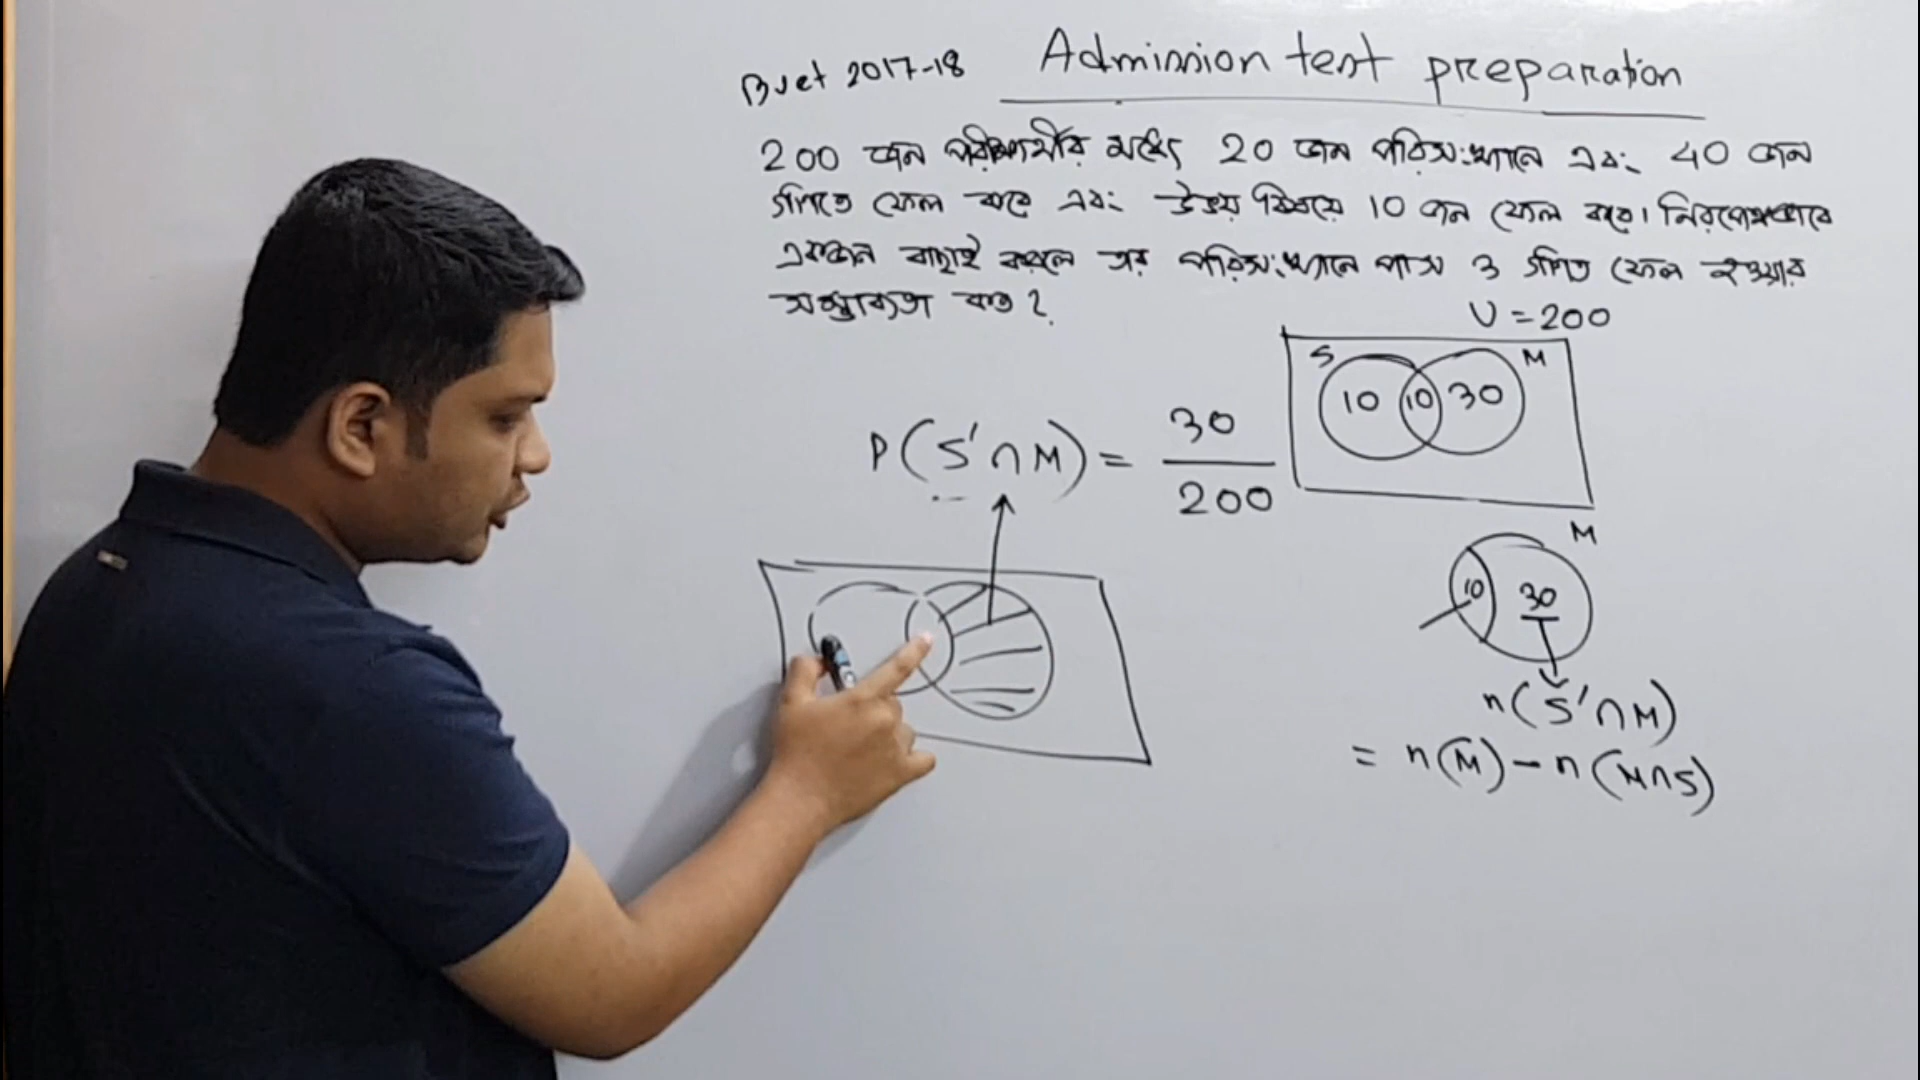 Buet 2017-18 Admission test preparation
200 জন পরীক্ষার্থীর মধ্যে 20 জন পরিসংখ্যানে এবং 40 জন
গণিতে ফেল করে এবং উভয় বিষয়ে 10 জন ফেল করে। নিরপেক্ষভাবে
একজন বাছাই করলে তার পরিসংখ্যানে পাস ও গণিতে ফেল হওয়ার
সম্ভাব্যতা কত?
U = 200
S M
10 10 30
P(S′∩M) = 30/200
M
10 30
n(S′∩M)
= n(M) - n(M∩S)